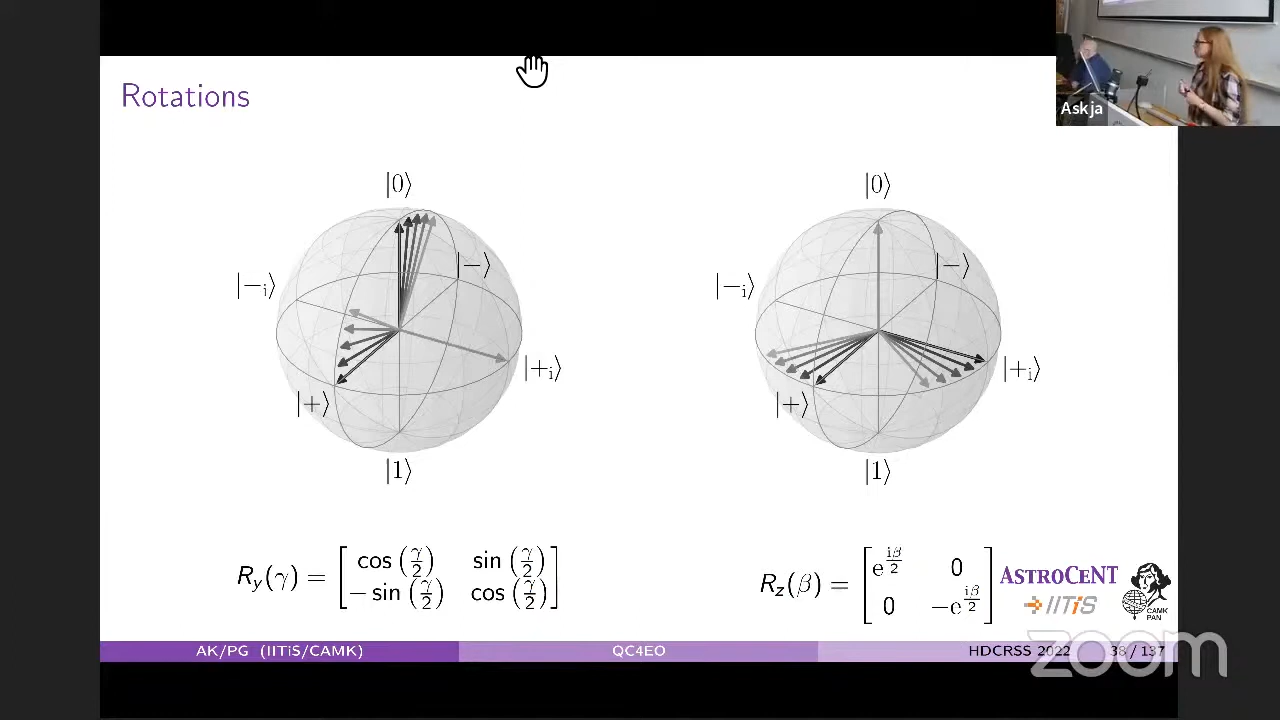 Askja
Rotations
|0⟩
|−⟩
|−i⟩
|+i⟩
|+⟩
|1⟩
|0⟩
|−⟩
|−i⟩
|+i⟩
|+⟩
|1⟩
Ry(γ) = [ cos(γ/2) sin(γ/2)
−sin(γ/2) cos(γ/2) ]
Rz(β) = [ e^{iβ/2} 0
0 −e^{iβ/2} ]
ASTROCENT
IITiS
CAMK
PAN
AK/PG (IITiS/CAMK) QC4EO HDCRSS 2022 38 / 137
zoom